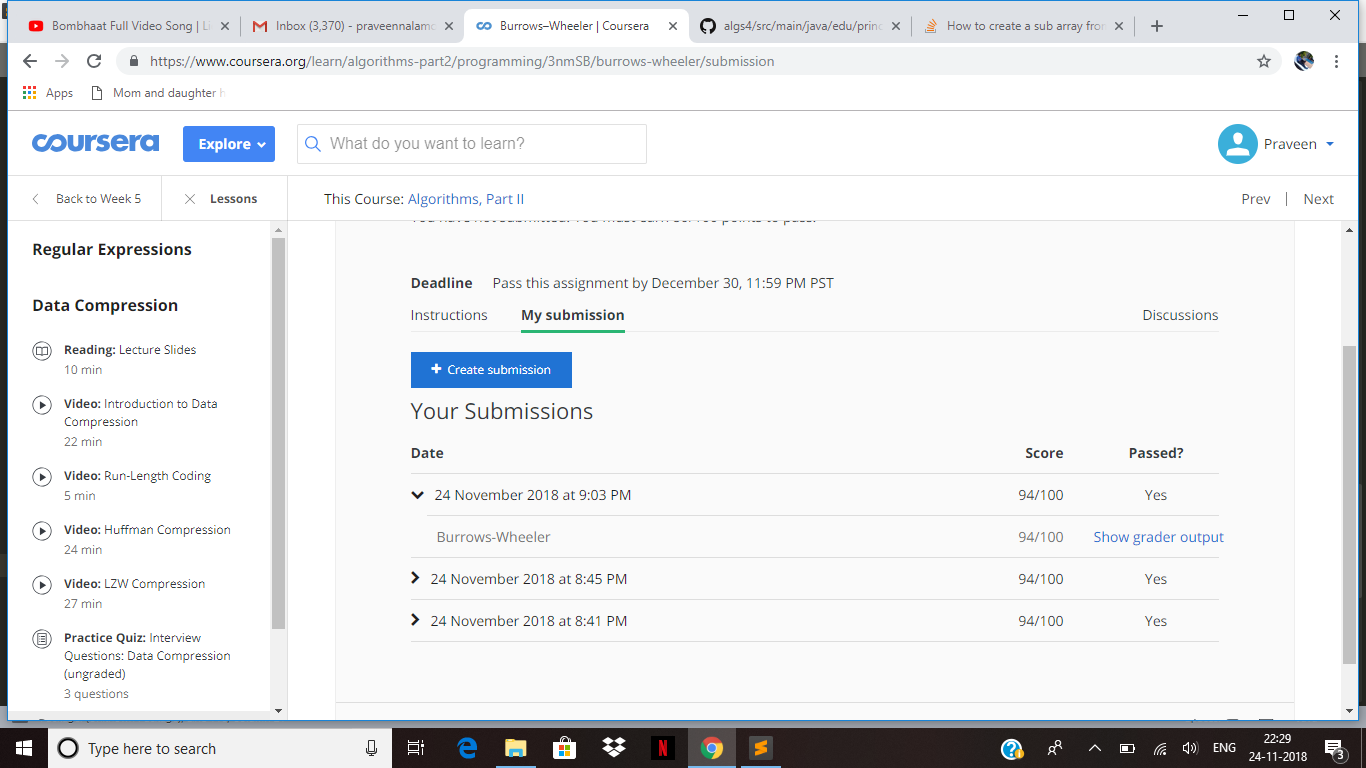 Bombhaat Full Video Song | Li
Inbox (3,370) - praveennalamo
Burrows–Wheeler | Coursera
algs4/src/main/java/edu/princ
How to create a sub array from
https://www.coursera.org/learn/algorithms-part2/programming/3nmSB/burrows-wheeler/submission
Apps
Mom and daughter h
coursera
Explore
What do you want to learn?
Praveen
Back to Week 5
Lessons
This Course: Algorithms, Part II
Prev | Next
Regular Expressions
Data Compression
Reading: Lecture Slides
10 min
Video: Introduction to Data
Compression
22 min
Video: Run-Length Coding
5 min
Video: Huffman Compression
24 min
Video: LZW Compression
27 min
Practice Quiz: Interview
Questions: Data Compression
(ungraded)
3 questions
Deadline Pass this assignment by December 30, 11:59 PM PST
Instructions My submission Discussions
+ Create submission
Your Submissions
Date Score Passed?
24 November 2018 at 9:03 PM 94/100 Yes
Burrows-Wheeler 94/100 Show grader output
24 November 2018 at 8:45 PM 94/100 Yes
24 November 2018 at 8:41 PM 94/100 Yes
Type here to search
ENG
22:29
24-11-2018
3